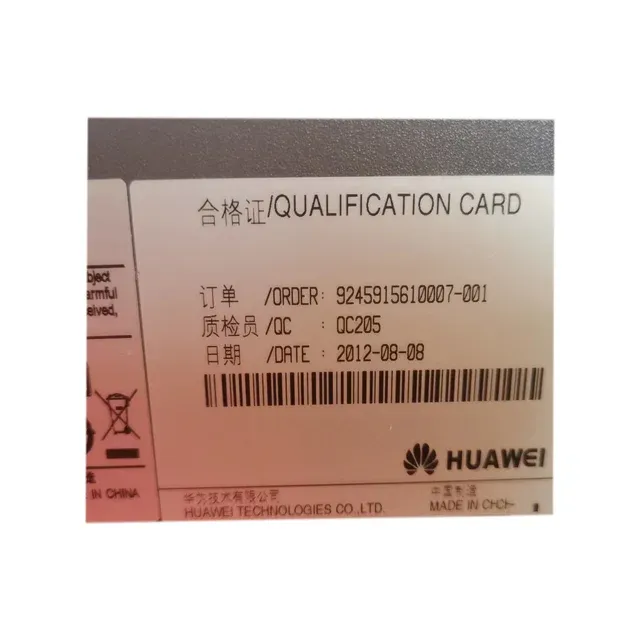 合格证/QUALIFICATION CARD
订单 /ORDER: 9245915610007-001
质检员/QC : QC205
日期 /DATE : 2012-08-08
HUAWEI
华为技术有限公司
HUAWEI TECHNOLOGIES CO.,LTD.
中国制造
MADE IN
bject
armful
eived,
IN CHINA